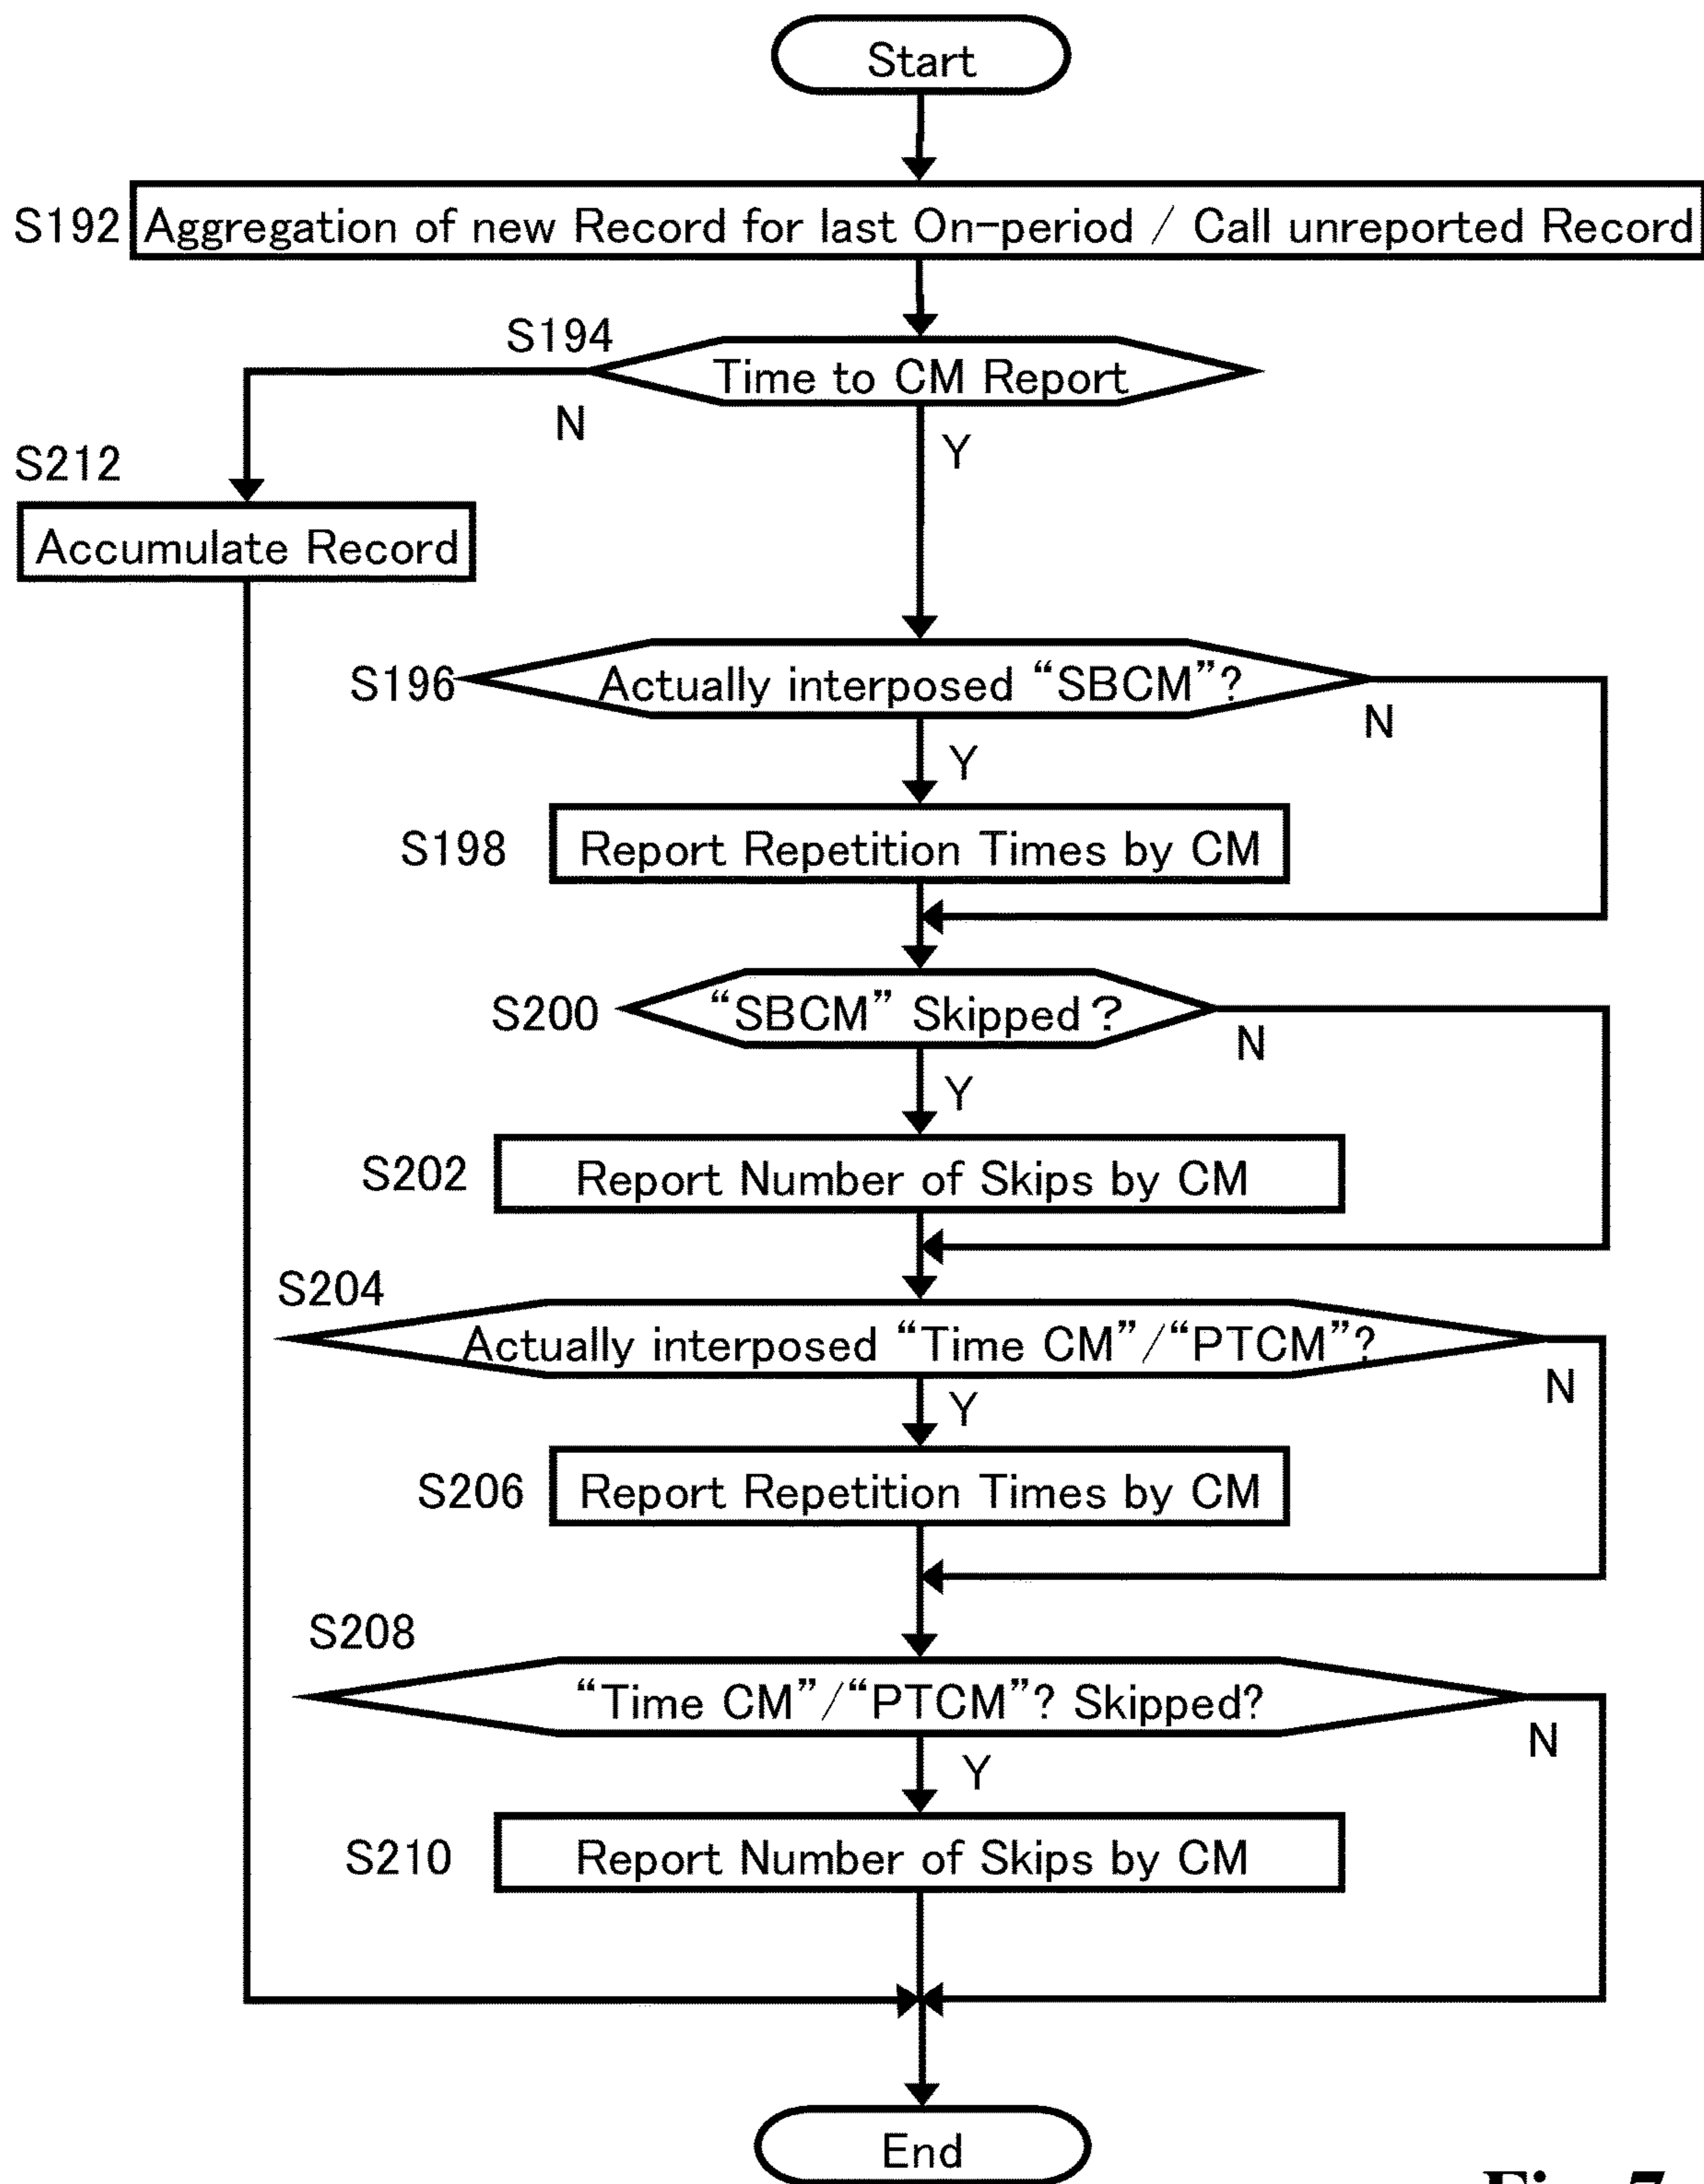 Start
S192
Aggregation of new Record for last On-period / Call unreported Record
S194
Time to CM Report
N
Y
S212
Accumulate Record
S196
Actually interposed “SBCM”?
N
Y
S198
Report Repetition Times by CM
S200
“SBCM” Skipped?
N
Y
S202
Report Number of Skips by CM
S204
Actually interposed “Time CM”/“PTCM”?
N
Y
S206
Report Repetition Times by CM
S208
“Time CM”/“PTCM”? Skipped?
N
Y
S210
Report Number of Skips by CM
End